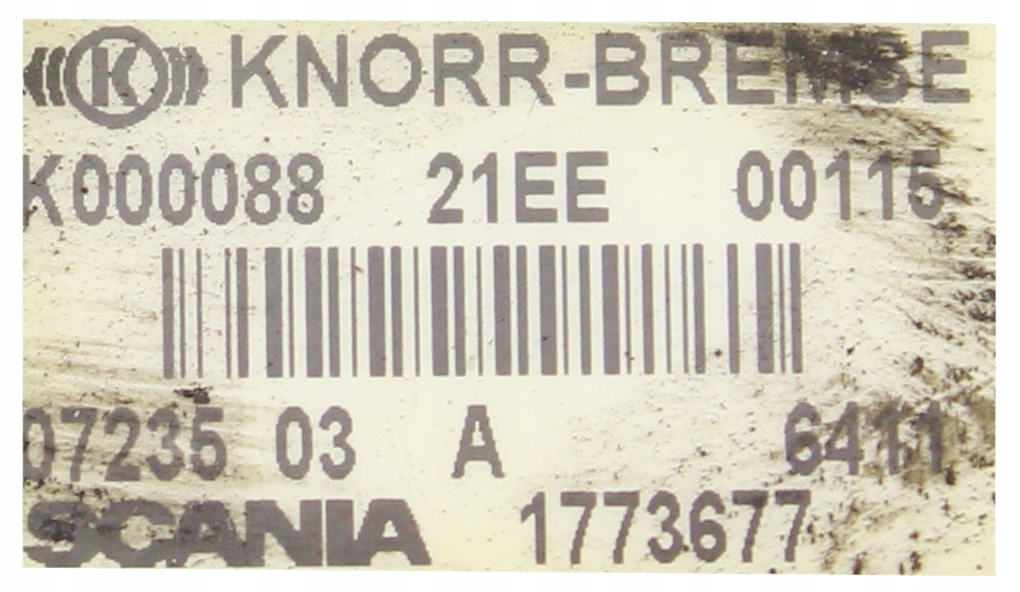 K KNORR-BREMSE
K000088 21EE 00115
07235 03 A 6411
SCANIA 1773677